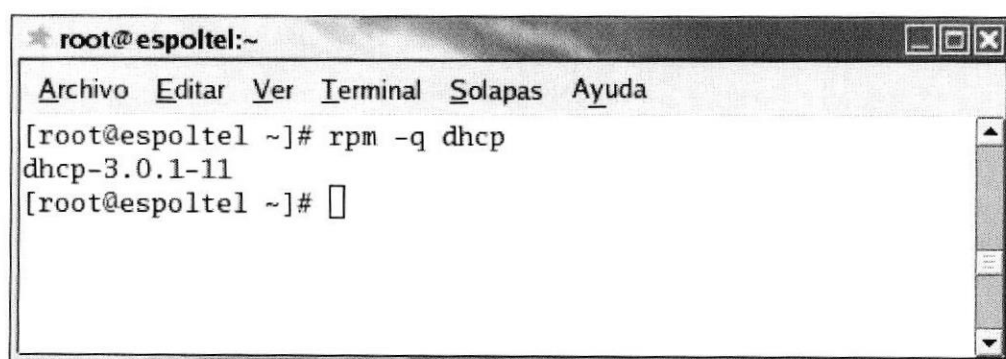 root@espoltel:~
Archivo Editar Ver Terminal Solapas Ayuda
[root@espoltel ~]# rpm -q dhcp
dhcp-3.0.1-11
[root@espoltel ~]#